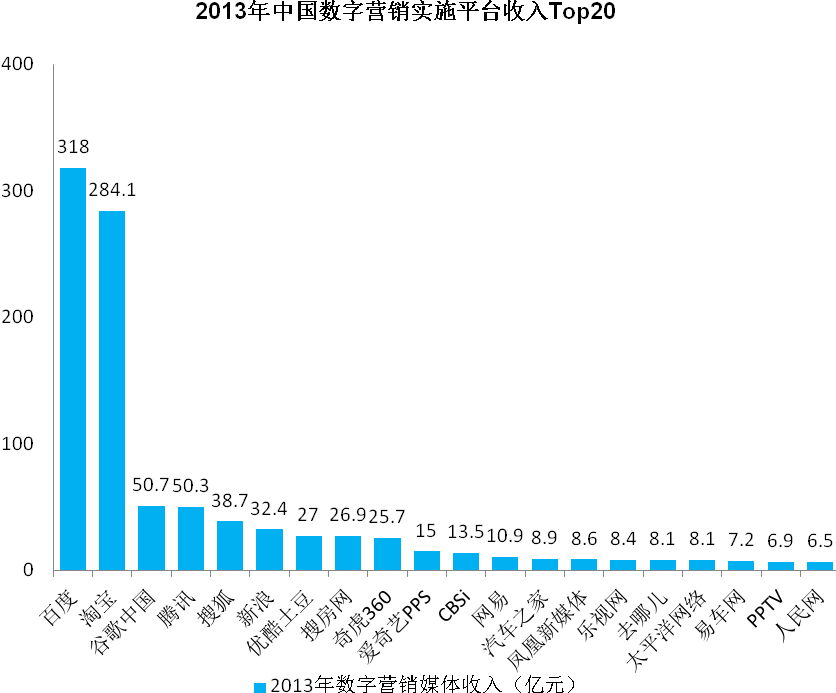 2013年中国数字营销实施平台收入Top20
400
300
200
100
0
318
284.1
50.7
50.3
38.7
32.4
27
26.9
25.7
15
13.5
10.9
8.9
8.6
8.4
8.1
8.1
7.2
6.9
6.5
百度
淘宝
谷歌中国
腾讯
搜狐
新浪
优酷土豆
搜房网
奇虎360
爱奇艺PPS
CBSi
网易
汽车之家
凤凰新媒体
乐视网
去哪儿
太平洋网络
易车网
PPTV
人民网
2013年数字营销媒体收入（亿元）